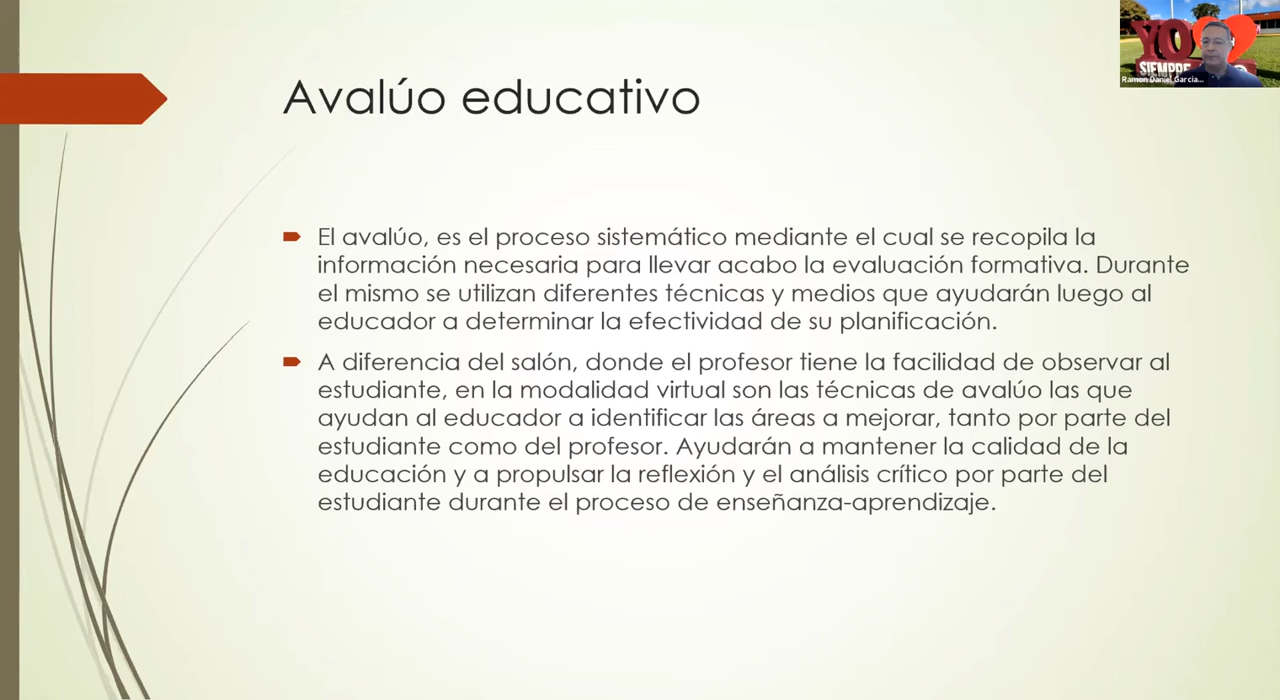 Avalúo educativo
El avalúo, es el proceso sistemático mediante el cual se recopila la
información necesaria para llevar acabo la evaluación formativa. Durante
el mismo se utilizan diferentes técnicas y medios que ayudarán luego al
educador a determinar la efectividad de su planificación.
A diferencia del salón, donde el profesor tiene la facilidad de observar al
estudiante, en la modalidad virtual son las técnicas de avalúo las que
ayudan al educador a identificar las áreas a mejorar, tanto por parte del
estudiante como del profesor. Ayudarán a mantener la calidad de la
educación y a propulsar la reflexión y el análisis crítico por parte del
estudiante durante el proceso de enseñanza-aprendizaje.
YO
SIEMPRE
Ramon Daniel Garcia...